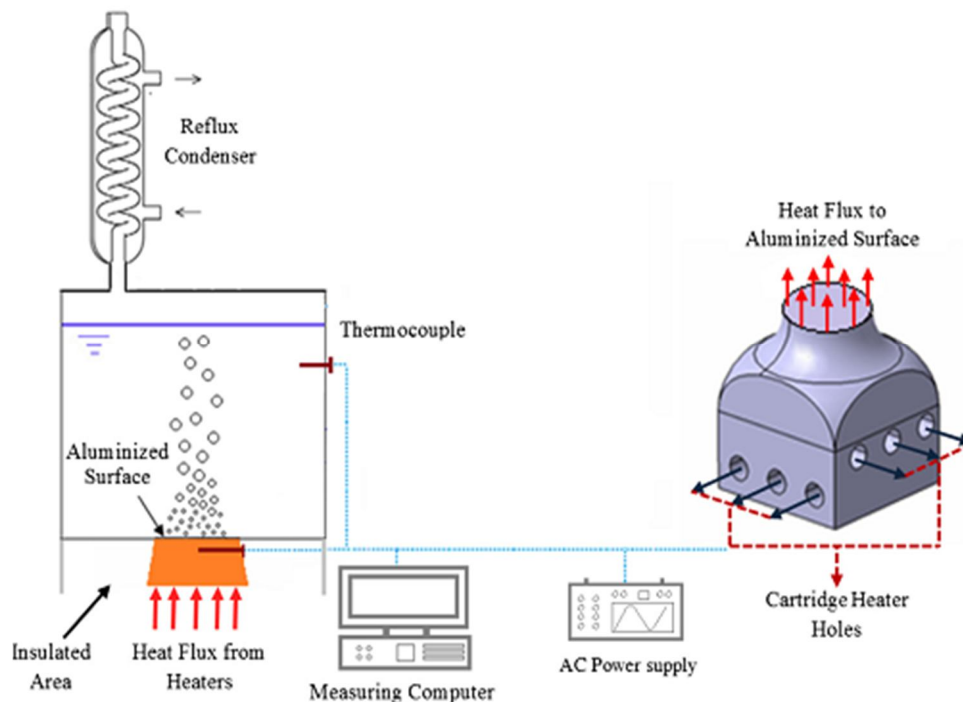 Reflux
Condenser
Heat Flux to
Aluminized Surface
Thermocouple
Aluminized
Surface
Cartridge Heater
Holes
Insulated
Area
Heat Flux from
Heaters
Measuring Computer
AC Power supply